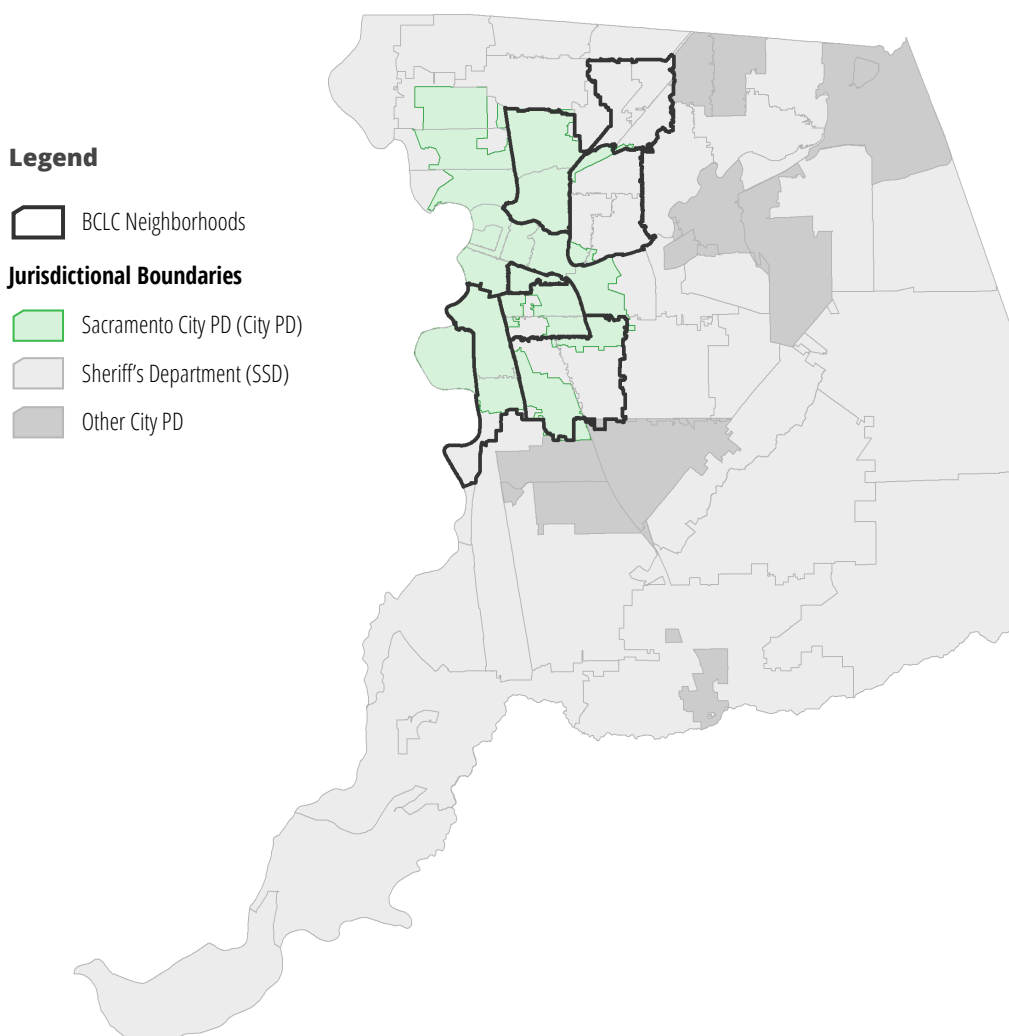 Legend
BCLC Neighborhoods
Jurisdictional Boundaries
Sacramento City PD (City PD)
Sheriff’s Department (SSD)
Other City PD